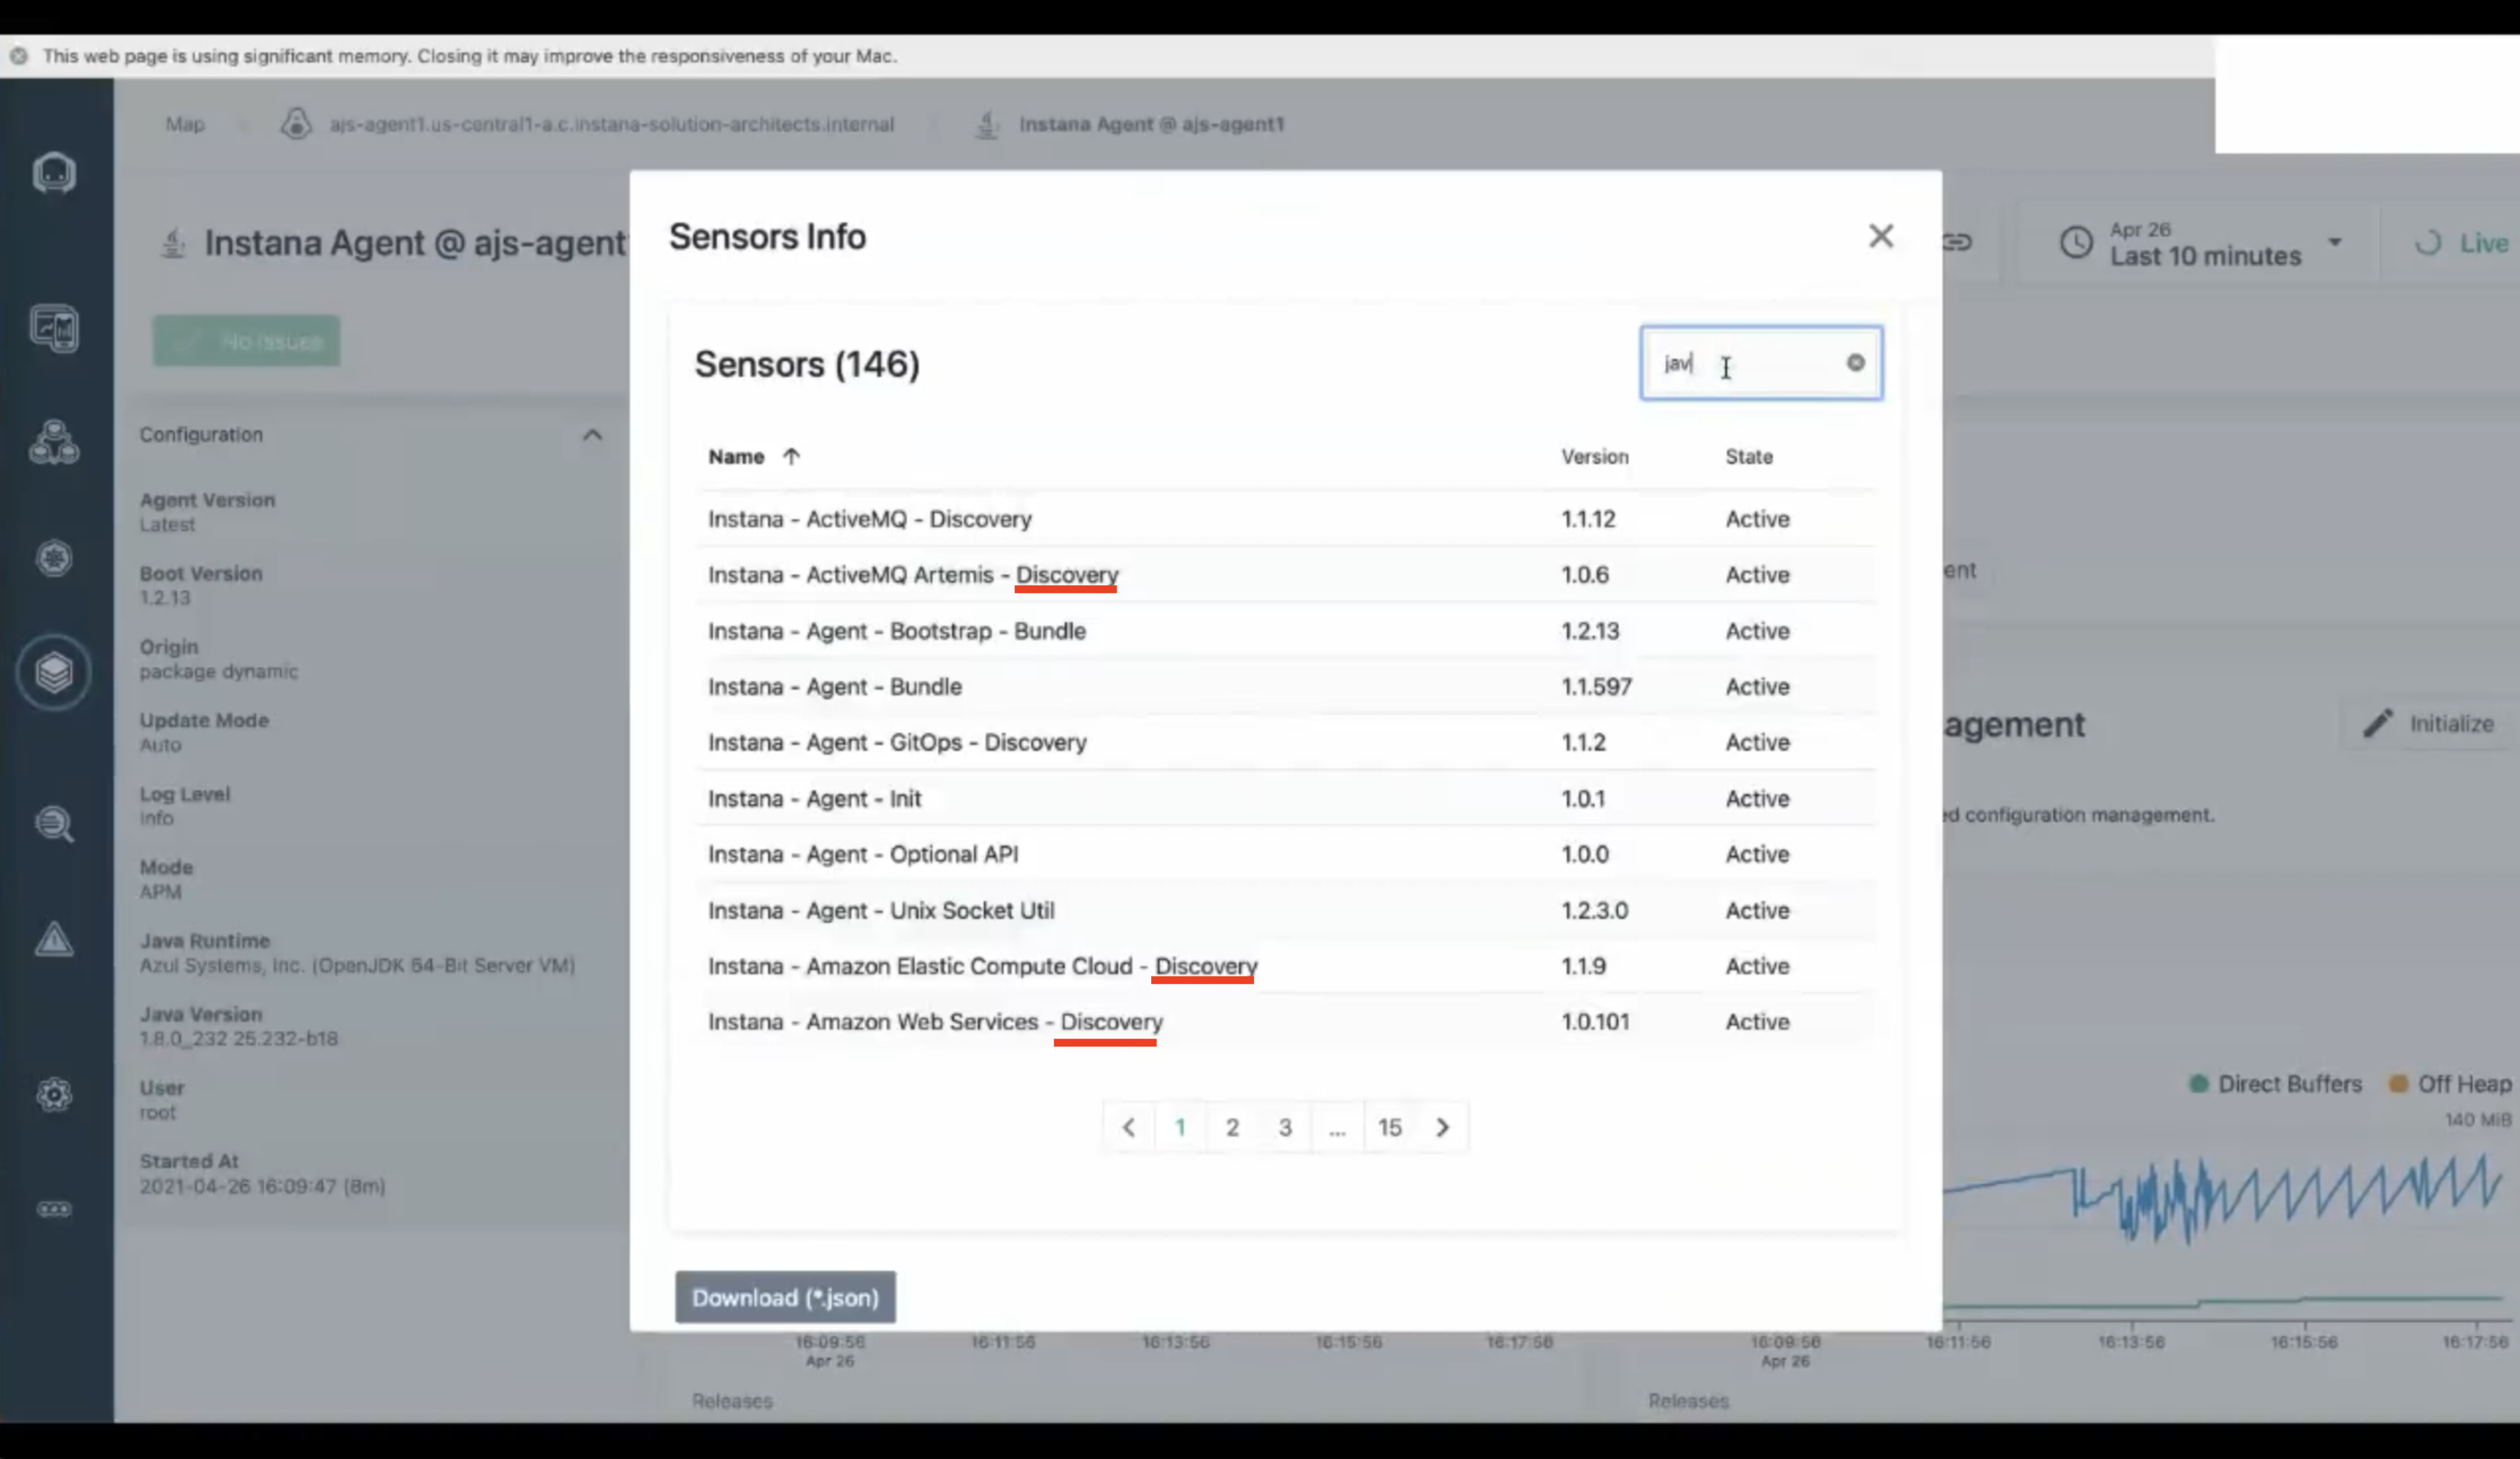 This web page is using significant memory. Closing it may improve the responsiveness of your Mac.
Map
ajs-agent1.us-central1-a.c.instana-solution-architects.internal
Instana Agent @ ajs-agent1
Instana Agent @ ajs-agent
Apr 26
Last 10 minutes
Live
No issues
Configuration
Agent Version
Latest
Boot Version
1.2.13
Origin
package dynamic
Update Mode
Auto
Log Level
Info
Mode
APM
Java Runtime
Azul Systems, Inc. (OpenJDK 64-Bit Server VM)
Java Version
1.8.0_232 25.232-b18
User
root
Started At
2021-04-26 16:09:47 (8m)
Sensors Info
Sensors (146)
jav
Name Version State
Instana - ActiveMQ - Discovery 1.1.12 Active
Instana - ActiveMQ Artemis - Discovery 1.0.6 Active
Instana - Agent - Bootstrap - Bundle 1.2.13 Active
Instana - Agent - Bundle 1.1.597 Active
Instana - Agent - GitOps - Discovery 1.1.2 Active
Instana - Agent - Init 1.0.1 Active
Instana - Agent - Optional API 1.0.0 Active
Instana - Agent - Unix Socket Util 1.2.3.0 Active
Instana - Amazon Elastic Compute Cloud - Discovery 1.1.9 Active
Instana - Amazon Web Services - Discovery 1.0.101 Active
1 2 3 ... 15
Download (*.json)
ent
agement
Initialize
ed configuration management.
Direct Buffers Off Heap
140 MiB
16:09:56 16:11:56 16:13:56 16:15:56 16:17:56
Apr 26
16:09:56 16:11:56 16:13:56 16:15:56 16:17:56
Apr 26
Releases
Releases